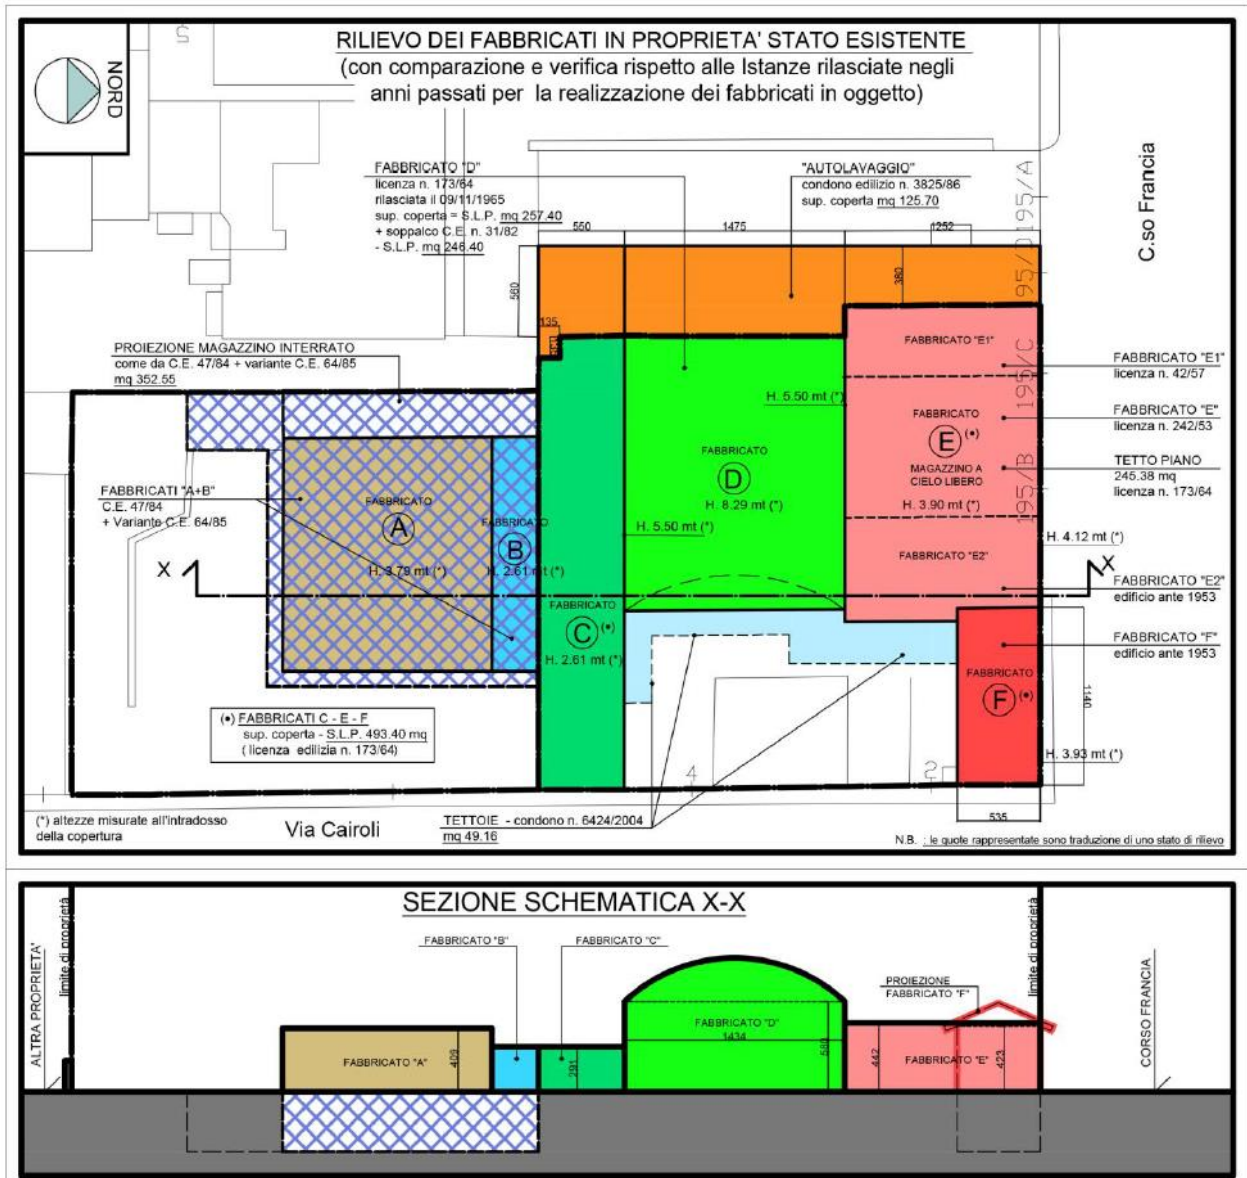 RILIEVO DEI FABBRICATI IN PROPRIETA' STATO ESISTENTE
(con comparazione e verifica rispetto alle Istanze rilasciate negli
anni passati per la realizzazione dei fabbricati in oggetto)
NORD
5
C.so Francia
FABBRICATO "D"
licenza n. 173/64
rilasciata il 09/11/1965
sup. coperta = S.L.P. mq 257.40
+ soppalco C.E. n. 31/82
- S.L.P. mq 246.40
"AUTOLAVAGGIO"
condono edilizio n. 3825/86
sup. coperta mq 125.70
550
1475
1252
560
380
135
195/A
95/D
195/C
195/B
PROIEZIONE MAGAZZINO INTERRATO
come da C.E. 47/84 + variante C.E. 64/85
mq 352.55
FABBRICATO "E1"
FABBRICATO "E1"
licenza n. 42/57
H. 5.50 mt (*)
FABBRICATO
E (•)
MAGAZZINO A
CIELO LIBERO
H. 3.90 mt (*)
FABBRICATO "E"
licenza n. 242/53
TETTO PIANO
245.38 mq
licenza n. 173/64
FABBRICATO
D
H. 8.29 mt (*)
FABBRICATI "A+B"
C.E. 47/84
+ Variante C.E. 64/85
FABBRICATO
A
H. 3.79 mt (*)
FABBRICATO
B
H. 2.61 mt (*)
H. 5.50 mt (*)
H. 4.12 mt (*)
FABBRICATO "E2"
X
X
FABBRICATO "E2"
edificio ante 1953
FABBRICATO
C (•)
H. 2.61 mt (*)
FABBRICATO "F"
edificio ante 1953
FABBRICATO
F (•)
1140
H. 3.93 mt (*)
(•) FABBRICATI C - E - F
sup. coperta - S.L.P. 493.40 mq
( licenza edilizia n. 173/64)
4
2
(*) altezze misurate all'intradosso
della copertura
Via Cairoli
TETTOIE - condono n. 6424/2004
mq 49.16
535
N.B. : le quote rappresentate sono traduzione di uno stato di rilievo
SEZIONE SCHEMATICA X-X
ALTRA PROPRIETA'
limite di proprietà
FABBRICATO "B"
FABBRICATO "C"
PROIEZIONE
FABBRICATO "F"
limite di proprietà
CORSO FRANCIA
FABBRICATO "A"
409
291
FABBRICATO "D"
1434
580
442
FABBRICATO "E"
423